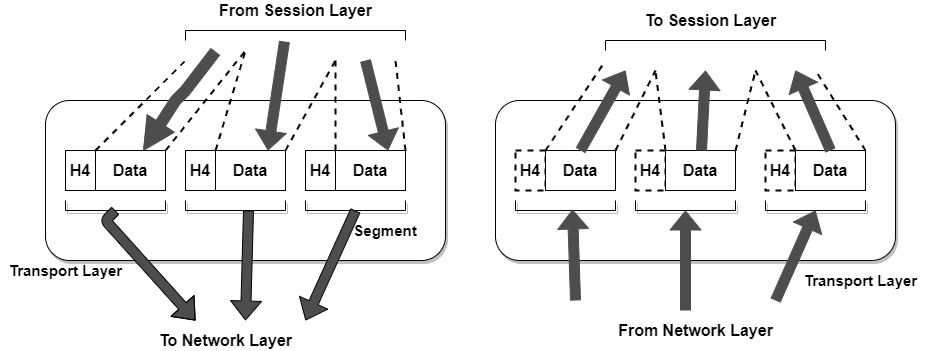 From Session Layer
H4 Data H4 Data H4 Data
Segment
Transport Layer
To Network Layer
To Session Layer
H4 Data H4 Data H4 Data
Transport Layer
From Network Layer